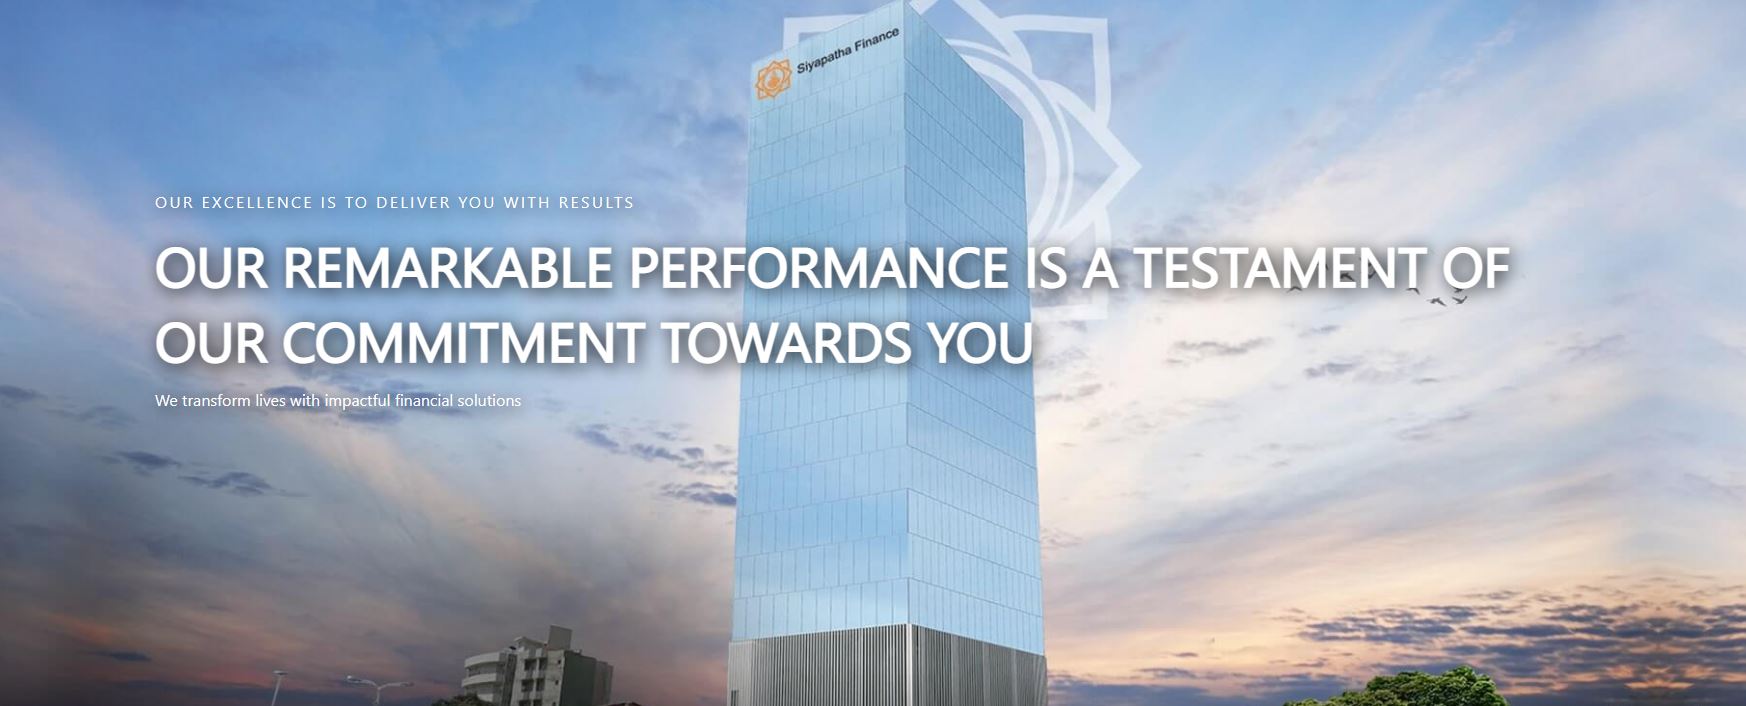 Siyapatha Finance
OUR EXCELLENCE IS TO DELIVER YOU WITH RESULTS
OUR REMARKABLE PERFORMANCE IS A TESTAMENT OF
OUR COMMITMENT TOWARDS YOU
We transform lives with impactful financial solutions